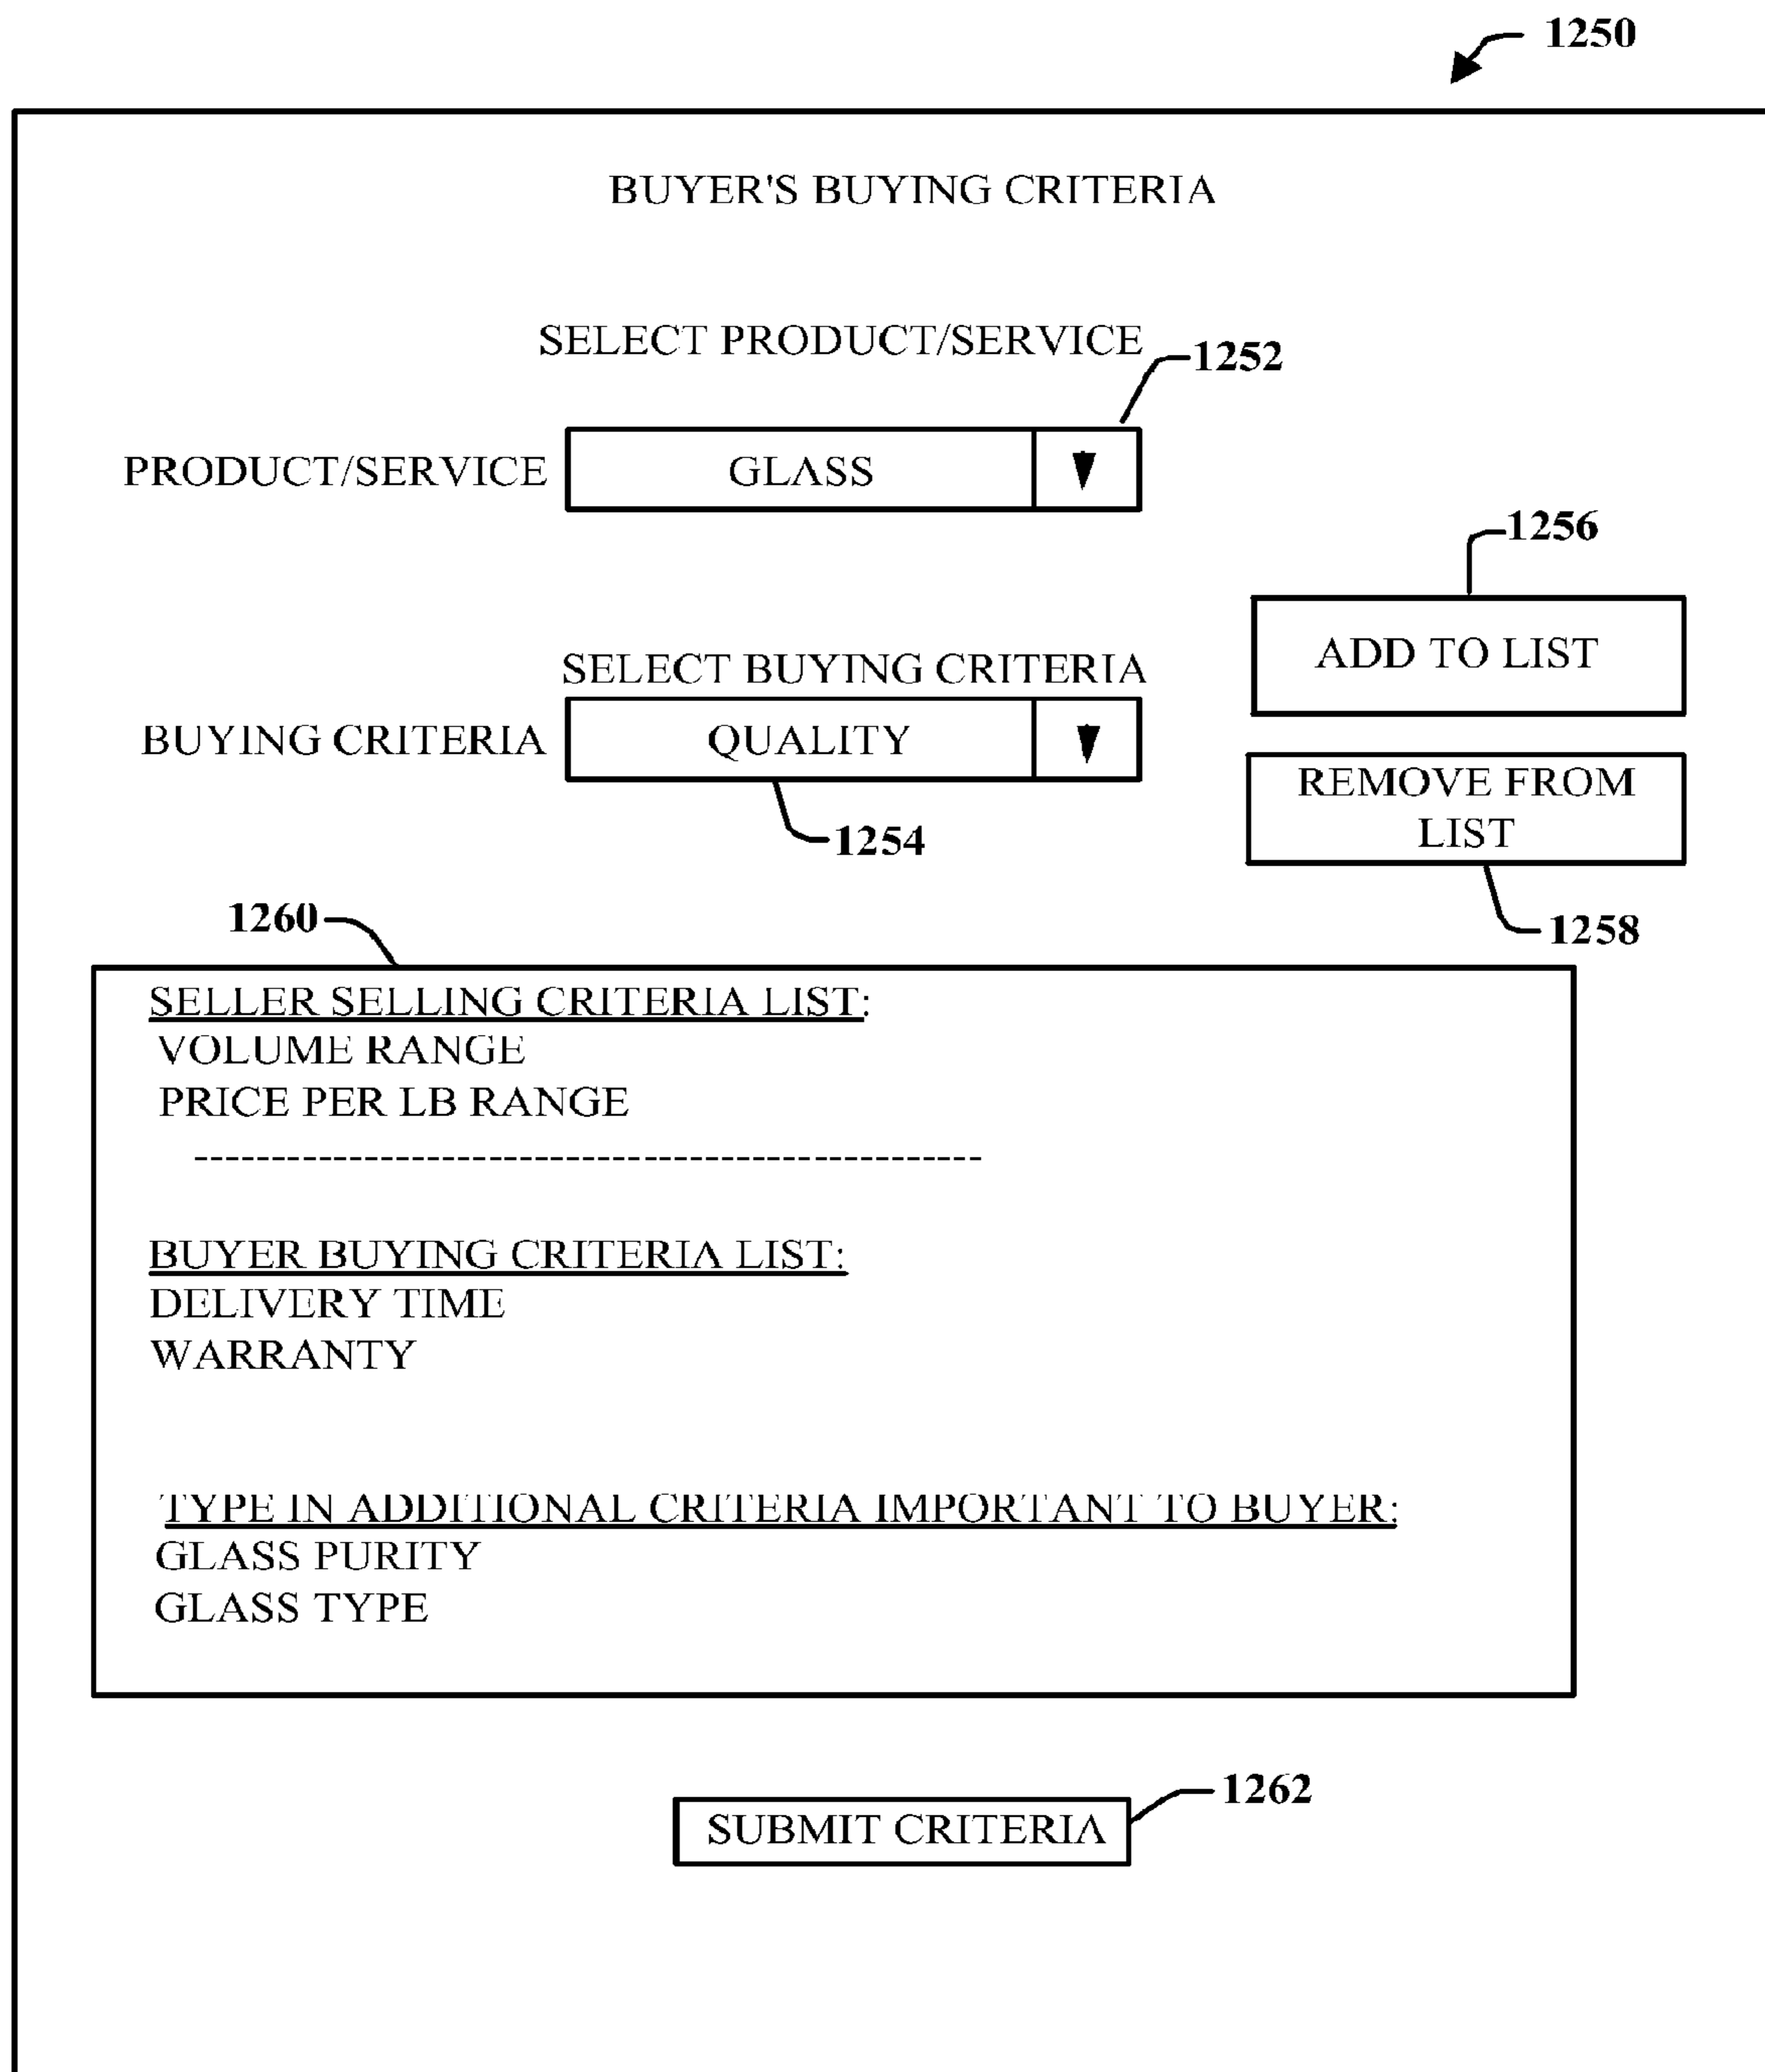 1250
BUYER'S BUYING CRITERIA
SELECT PRODUCT/SERVICE
1252
PRODUCT/SERVICE
GLASS
1256
ADD TO LIST
SELECT BUYING CRITERIA
BUYING CRITERIA
QUALITY
REMOVE FROM
LIST
1254
1258
1260
SELLER SELLING CRITERIA LIST:
VOLUME RANGE
PRICE PER LB RANGE
---------------------------------------------------
BUYER BUYING CRITERIA LIST:
DELIVERY TIME
WARRANTY
TYPE IN ADDITIONAL CRITERIA IMPORTANT TO BUYER:
GLASS PURITY
GLASS TYPE
1262
SUBMIT CRITERIA